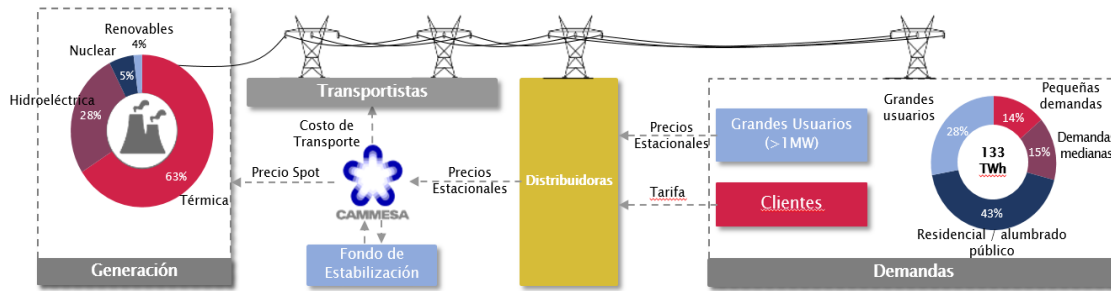 Renovables
4%
Nuclear
5%
Hidroeléctrica
28%
63%
Térmica
Generación
Transportistas
Costo de
Transporte
Precio Spot
CAMMESA
Precios
Estacionales
Fondo de
Estabilización
Distribuidoras
Precios
Estacionales
Tarifa
Grandes Usuarios
(>1MW)
Clientes
Grandes
usuarios
28%
Pequeñas
demandas
14%
15%
Demandas
medianas
133
TWh
43%
Residencial / alumbrado
público
Demandas